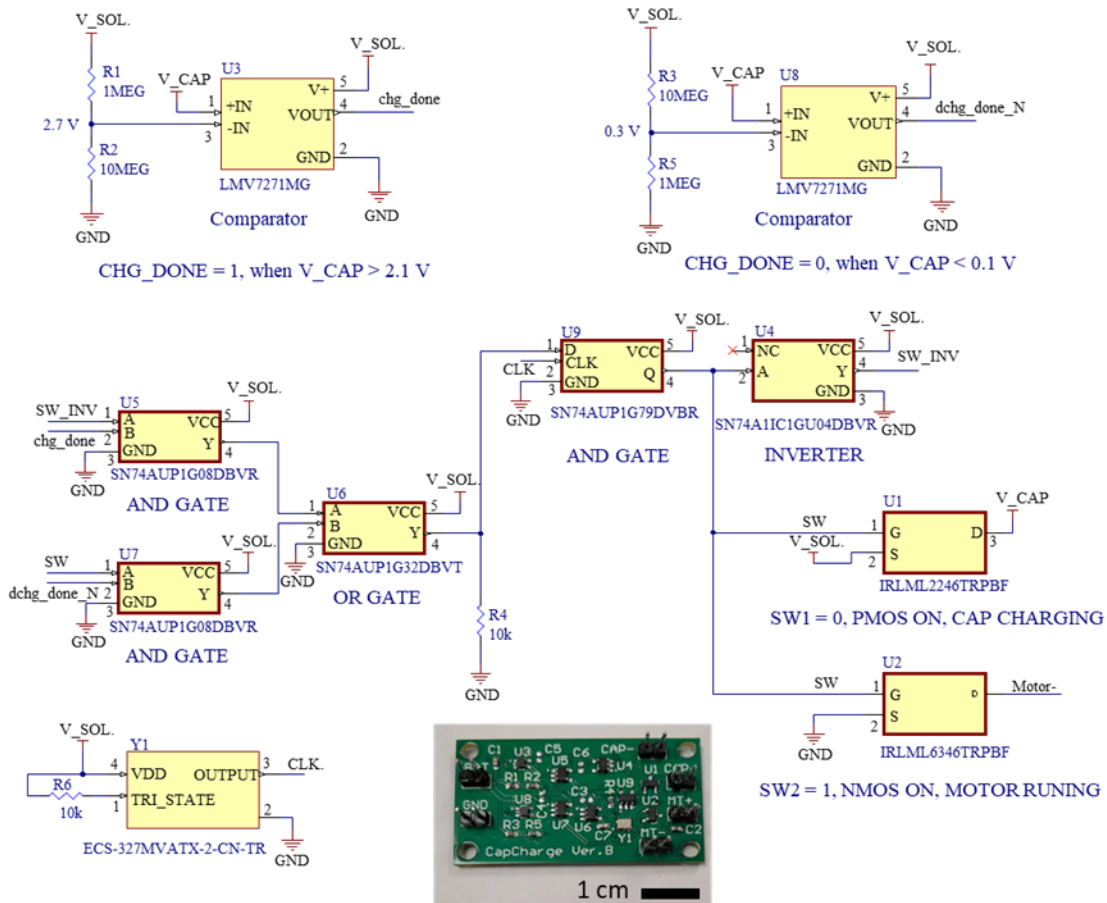 V_SOL.
R1
1MEG
2.7 V
R2
10MEG
GND
V_CAP
U3
1
+IN
3
-IN
V+
5
V_SOL.
VOUT
4
chg_done
GND
2
GND
LMV7271MG
Comparator
CHG_DONE = 1, when V_CAP > 2.1 V
V_SOL.
R3
10MEG
0.3 V
R5
1MEG
GND
V_CAP
U8
1
+IN
3
-IN
V+
5
V_SOL.
VOUT
4
dchg_done_N
GND
2
GND
LMV7271MG
Comparator
CHG_DONE = 0, when V_CAP < 0.1 V
SW_INV
chg_done
U5
1
A
2
B
3
GND
VCC
5
Y
4
V_SOL.
GND
SN74AUP1G08DBVR
AND GATE
SW
dchg_done_N
U7
1
A
2
B
3
GND
VCC
5
Y
4
V_SOL.
GND
SN74AUP1G08DBVR
AND GATE
U6
1
A
2
B
3
GND
VCC
5
Y
4
V_SOL.
GND
SN74AUP1G32DBVT
OR GATE
R4
10k
GND
U9
1
D
CLK
CLK
2
GND
3
VCC
5
Q
4
V_SOL.
GND
SN74AUP1G79DVBR
AND GATE
U4
1
NC
2
A
VCC
5
Y
4
GND
3
V_SOL.
SW_INV
GND
SN74A1IC1GU04DBVR
INVERTER
SW
V_SOL.
U1
1
G
2
S
D
3
V_CAP
IRLML2246TRPBF
SW1 = 0, PMOS ON, CAP CHARGING
SW
GND
U2
1
G
2
S
D
Motor-
IRLML6346TRPBF
SW2 = 1, NMOS ON, MOTOR RUNING
V_SOL.
R6
10k
Y1
4
VDD
1
TRI_STATE
OUTPUT
3
CLK.
2
GND
ECS-327MVATX-2-CN-TR
C1 U3 C5 C6 CAP-
U5 U4 U1
R1 R2 U9
GND U8 C4 C3 U2 MT+
R3 R5 U7 U6 C7 Y1 MT- C2
CapCharge Ver.B
1 cm